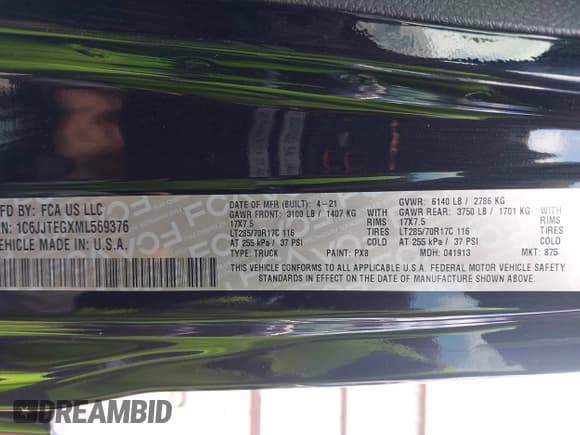 MFD BY: FCA US LLC
DATE OF MFR (BUILT): 4-21
GVWR: 6140 LB / 2786 KG
GAWR FRONT: 3100 LB / 1407 KG WITH
GAWR REAR: 3750 LB / 1701 KG WITH
N: 1C6JJTEGXML569376
17X7.5 RIMS
17X7.5 RIMS
VEHICLE MADE IN U.S.A.
LT285/70R17C 116 TIRES
LT285/70R17C 116 TIRES
AT 255 kPa / 37 PSI
AT 255 kPa / 37 PSI
TYPE: TRUCK PAINT: PX8 MDH: 041913 MKT: 875
THIS VEHICLE CONFORMS TO ALL APPLICABLE U.S.A. FEDERAL MOTOR VEHICLE SAFETY
STANDARDS IN EFFECT ON THE DATE OF MANUFACTURE SHOWN ABOVE.
DREAMBID